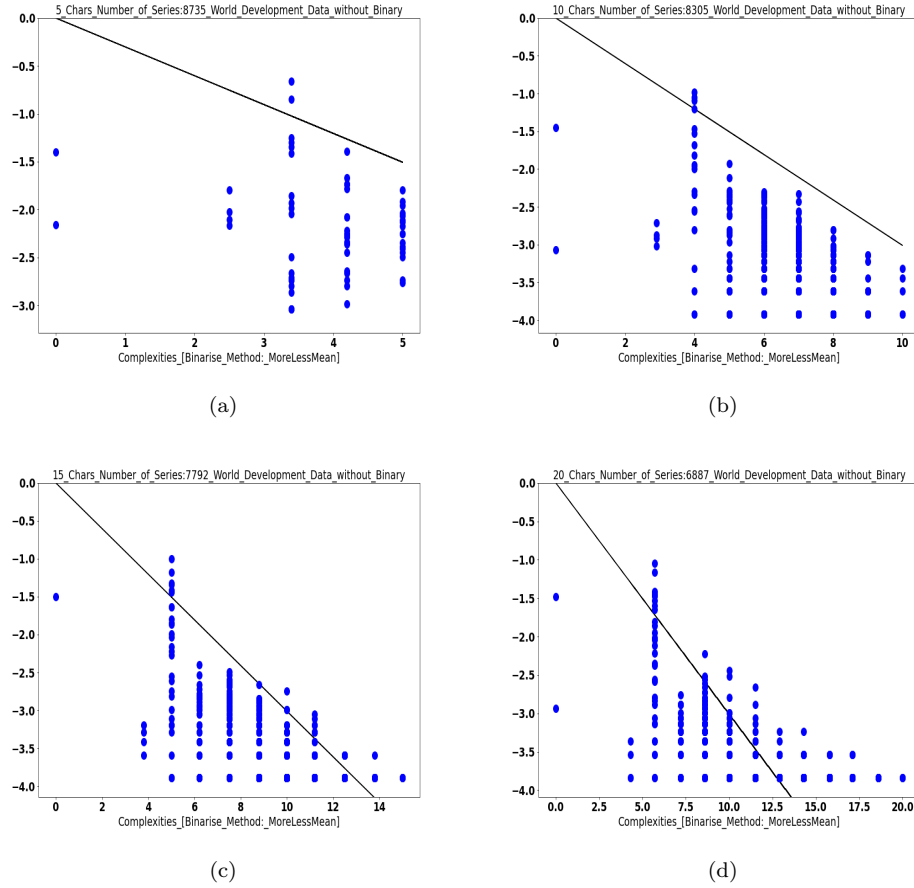 5_Chars_Number_of_Series:8735_World_Development_Data_without_Binary
0.0
−0.5
−1.0
−1.5
−2.0
−2.5
−3.0
0 1 2 3 4 5
Complexities_[Binarise_Method:_MoreLessMean]
(a)
10_Chars_Number_of_Series:8305_World_Development_Data_without_Binary
0.0
−0.5
−1.0
−1.5
−2.0
−2.5
−3.0
−3.5
−4.0
0 2 4 6 8 10
Complexities_[Binarise_Method:_MoreLessMean]
(b)
15_Chars_Number_of_Series:7792_World_Development_Data_without_Binary
0.0
−0.5
−1.0
−1.5
−2.0
−2.5
−3.0
−3.5
−4.0
0 2 4 6 8 10 12 14
Complexities_[Binarise_Method:_MoreLessMean]
(c)
20_Chars_Number_of_Series:6887_World_Development_Data_without_Binary
0.0
−0.5
−1.0
−1.5
−2.0
−2.5
−3.0
−3.5
−4.0
0.0 2.5 5.0 7.5 10.0 12.5 15.0 17.5 20.0
Complexities_[Binarise_Method:_MoreLessMean]
(d)